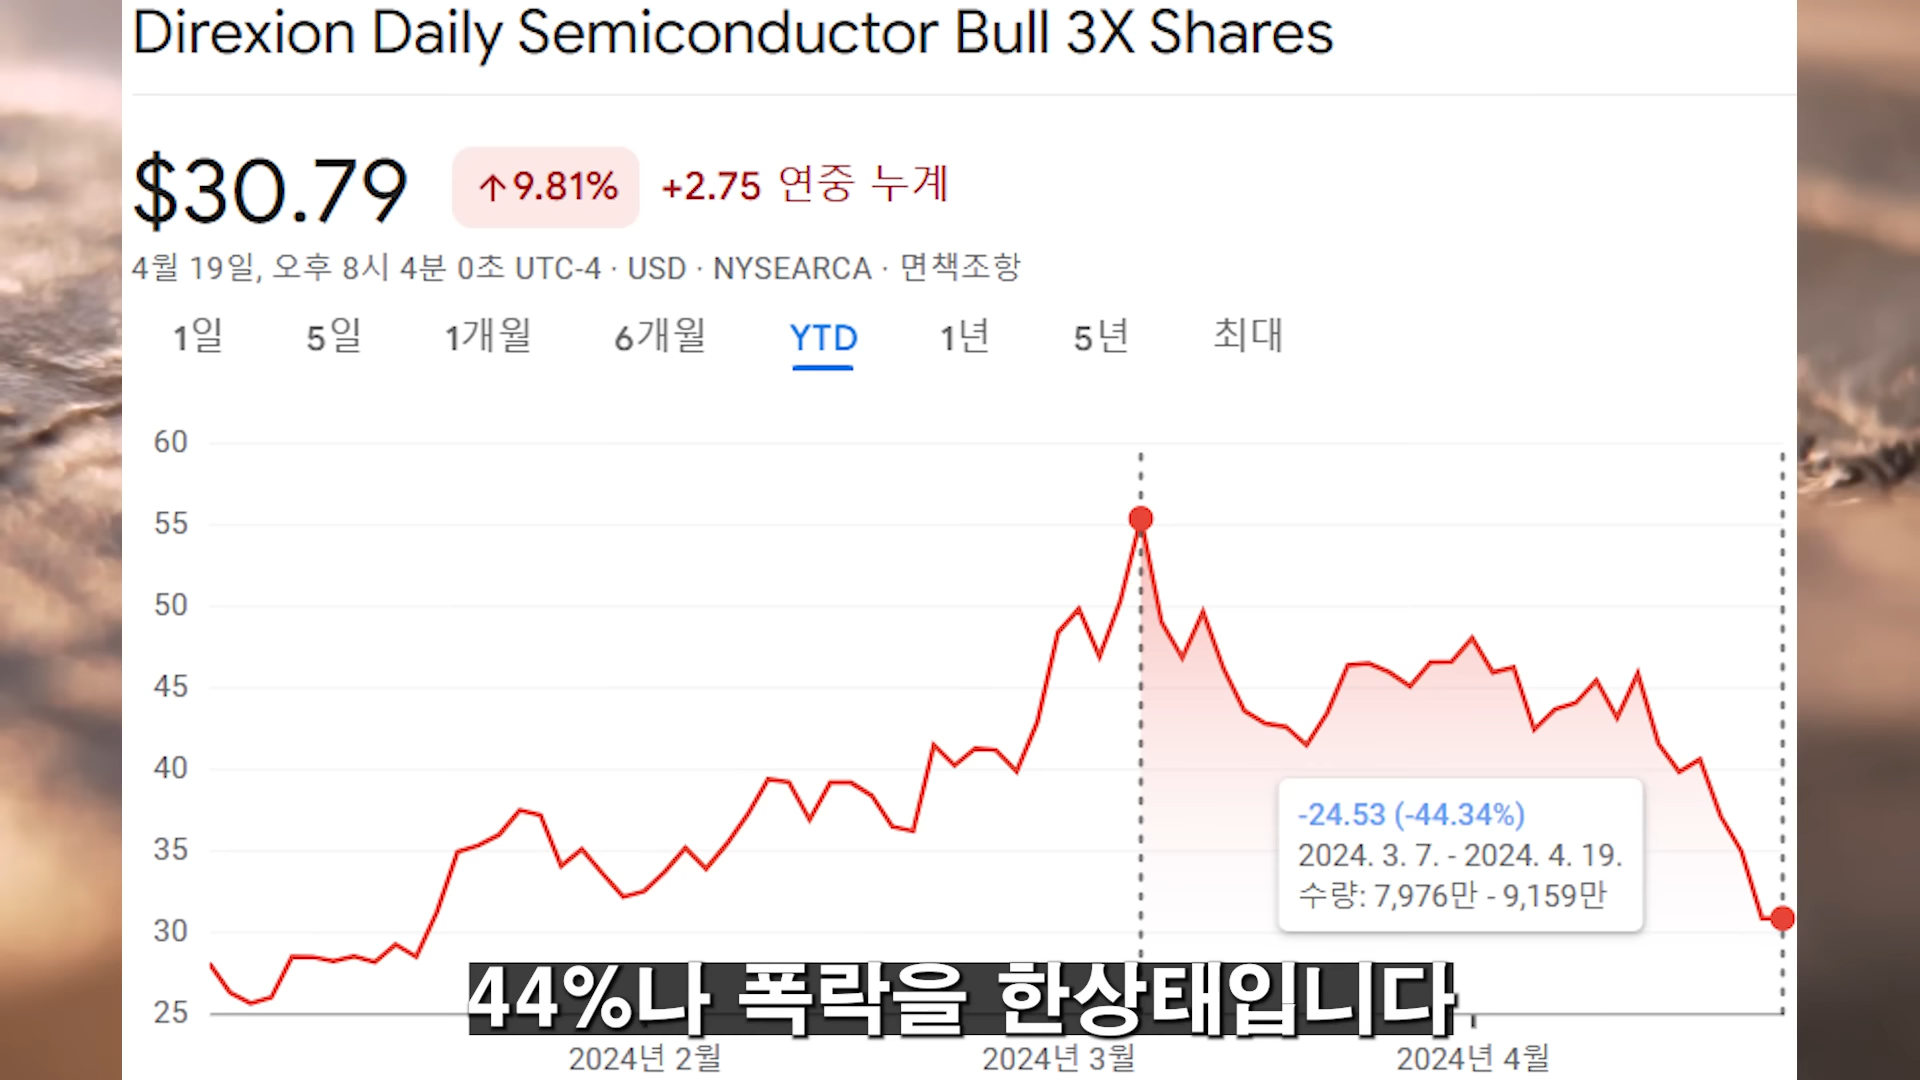 Direxion Daily Semiconductor Bull 3X Shares
$30.79 ↑9.81% +2.75 연중 누계
4월 19일, 오후 8시 4분 0초 UTC-4 · USD · NYSEARCA · 면책조항
1일 5일 1개월 6개월 YTD 1년 5년 최대
60
55
50
45
40
35
30
25
-24.53 (-44.34%)
2024. 3. 7. - 2024. 4. 19.
수량: 7,976만 - 9,159만
44%나 폭락을 한상태입니다
2024년 2월 2024년 3월 2024년 4월